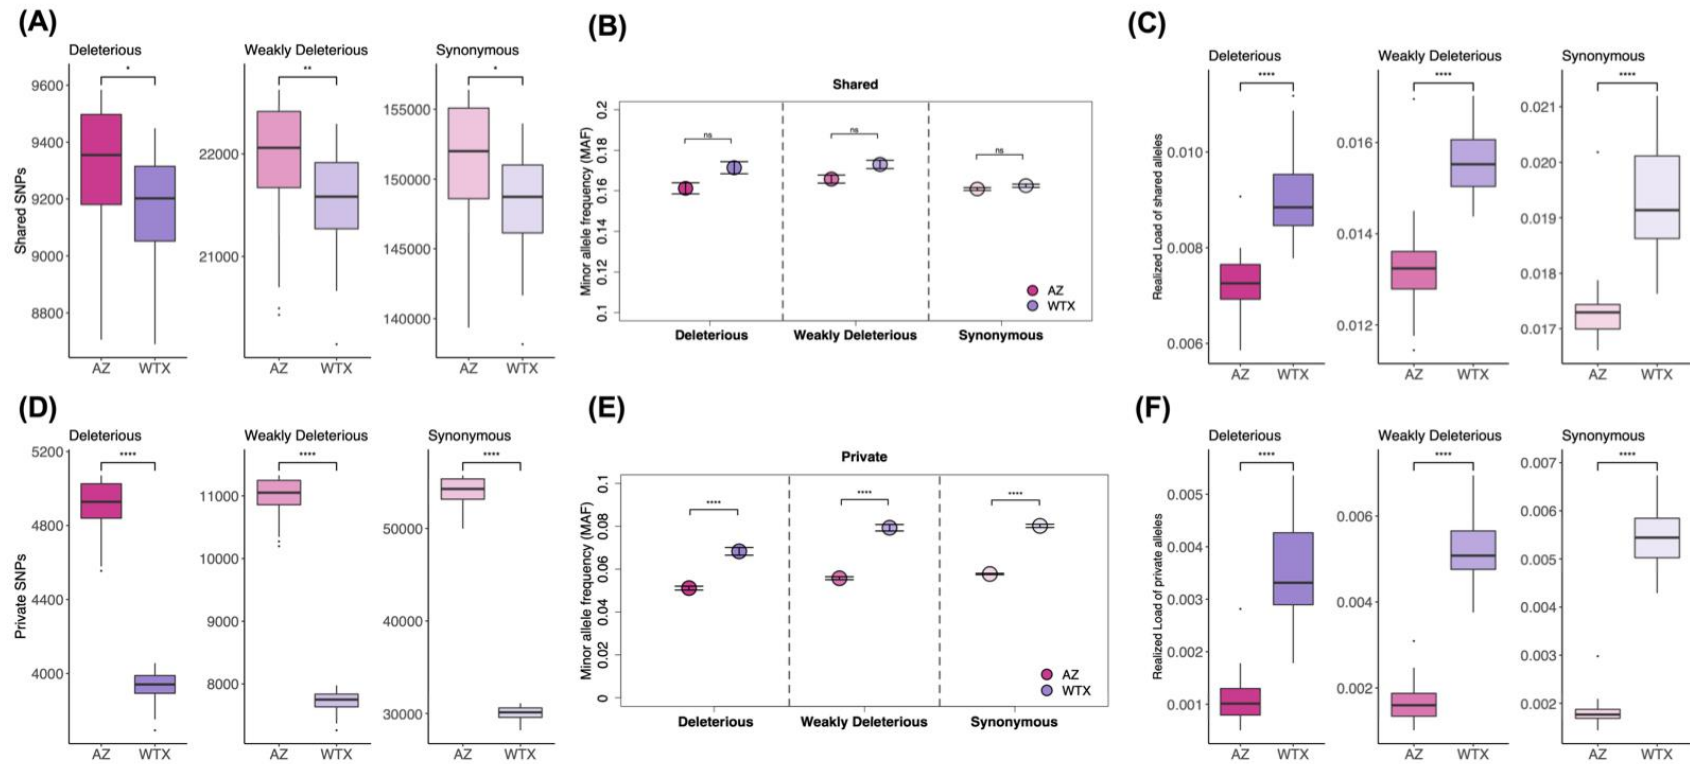 (A)
Deleterious
Weakly Deleterious
Synonymous
*
**
*
Shared SNPs
9600
9400
9200
9000
8800
22000
21000
155000
150000
145000
140000
AZ
WTX
AZ
WTX
AZ
WTX
(B)
Shared
Minor allele frequency (MAF)
0.2
0.18
0.16
0.14
0.12
0.1
ns
ns
ns
AZ
WTX
Deleterious
Weakly Deleterious
Synonymous
(C)
Deleterious
Weakly Deleterious
Synonymous
****
****
****
Realized Load of shared alleles
0.010
0.008
0.006
0.016
0.014
0.012
0.021
0.020
0.019
0.018
0.017
AZ
WTX
AZ
WTX
AZ
WTX
(D)
Deleterious
Weakly Deleterious
Synonymous
****
****
****
Private SNPs
5200
4800
4400
4000
11000
10000
9000
8000
50000
40000
30000
AZ
WTX
AZ
WTX
AZ
WTX
(E)
Private
Minor allele frequency (MAF)
0.1
0.08
0.06
0.04
0.02
0
****
****
****
AZ
WTX
Deleterious
Weakly Deleterious
Synonymous
(F)
Deleterious
Weakly Deleterious
Synonymous
****
****
****
Realized Load of private alleles
0.005
0.004
0.003
0.002
0.001
0.006
0.004
0.002
0.007
0.006
0.005
0.004
0.003
0.002
AZ
WTX
AZ
WTX
AZ
WTX